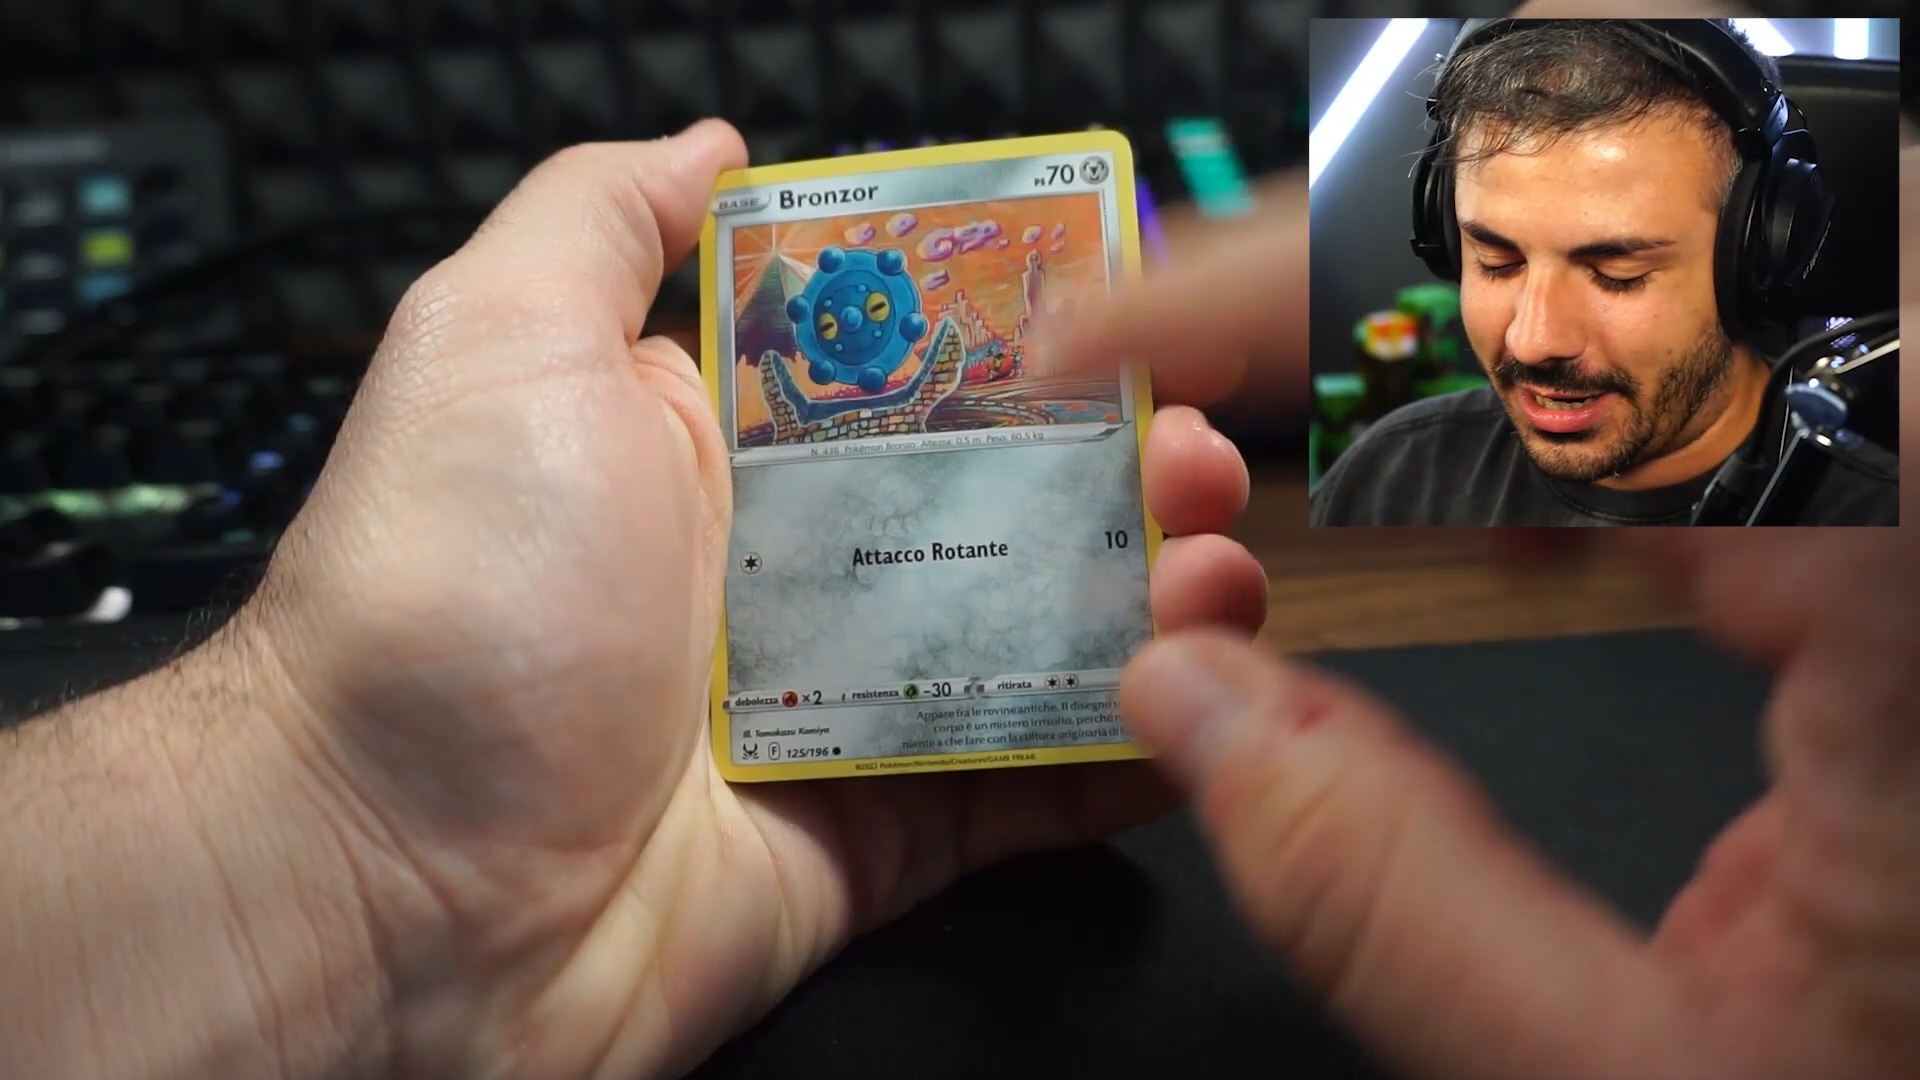 BASE Bronzor PS70
N. 436 Pokémon Bronzo Altezza: 0,5 m Peso: 60,5 kg
Attacco Rotante 10
debolezza ×2 resistenza -30 ritirata
Appare fra le rovine antiche. Il disegno
corpo è un mistero irrisolto, perché
niente a che fare con la cultura originaria di
Ill. Tomokazu Komiya
F 125/196
©2022 Pokémon/Nintendo/Creatures/GAME FREAK